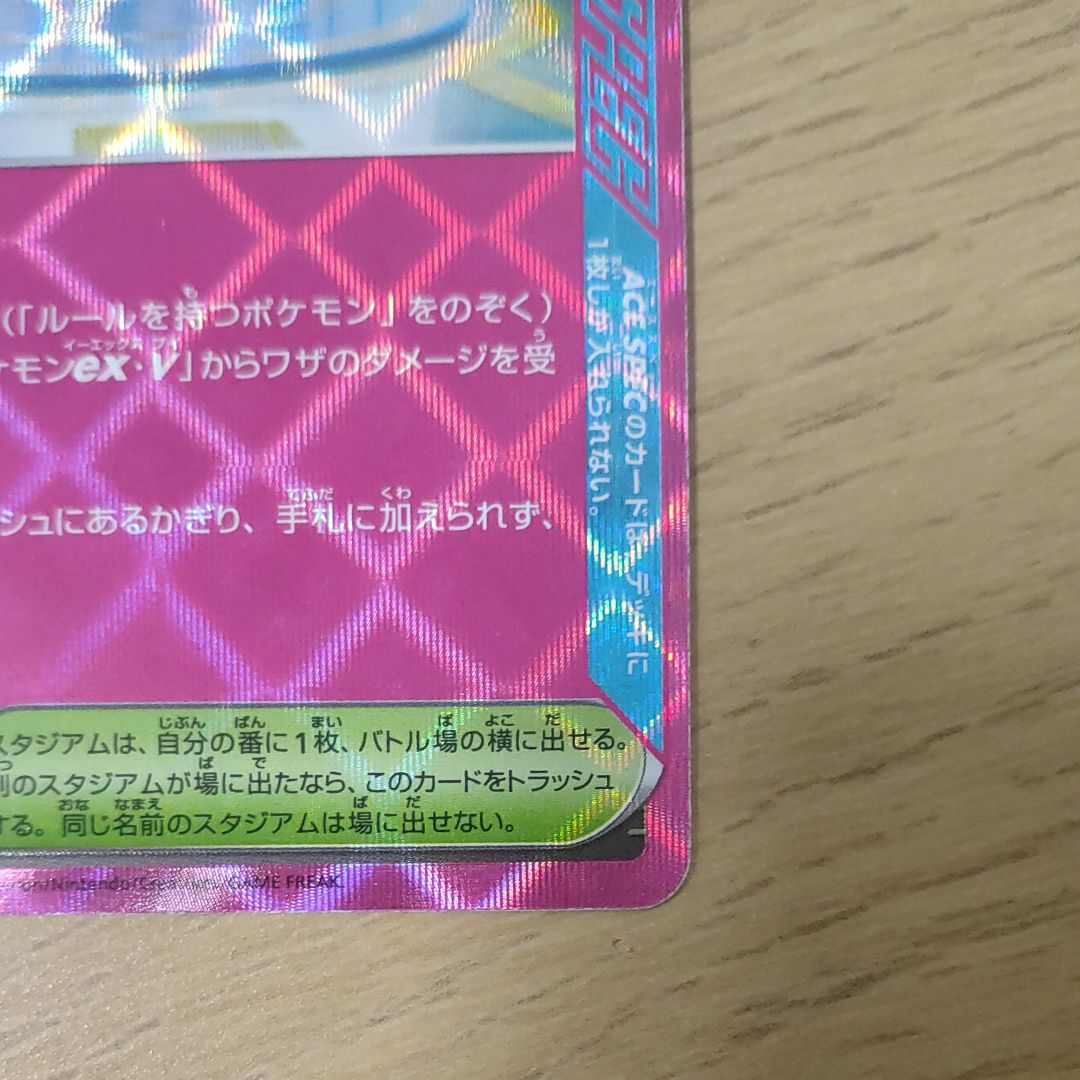 (「ルールを持つポケモン」をのぞく)
ケモンex・V」からワザのダメージを受
シュにあるかぎり、手札に加えられず、
ACE SPECのカードは、デッキに
1枚しか入れられない。
スタジアムは、自分の番に1枚、バトル場の横に出せる。
別のスタジアムが場に出たなら、このカードをトラッシュ
する。同じ名前のスタジアムは場に出せない。
on/Nintendo/Creatures/GAME FREAK.